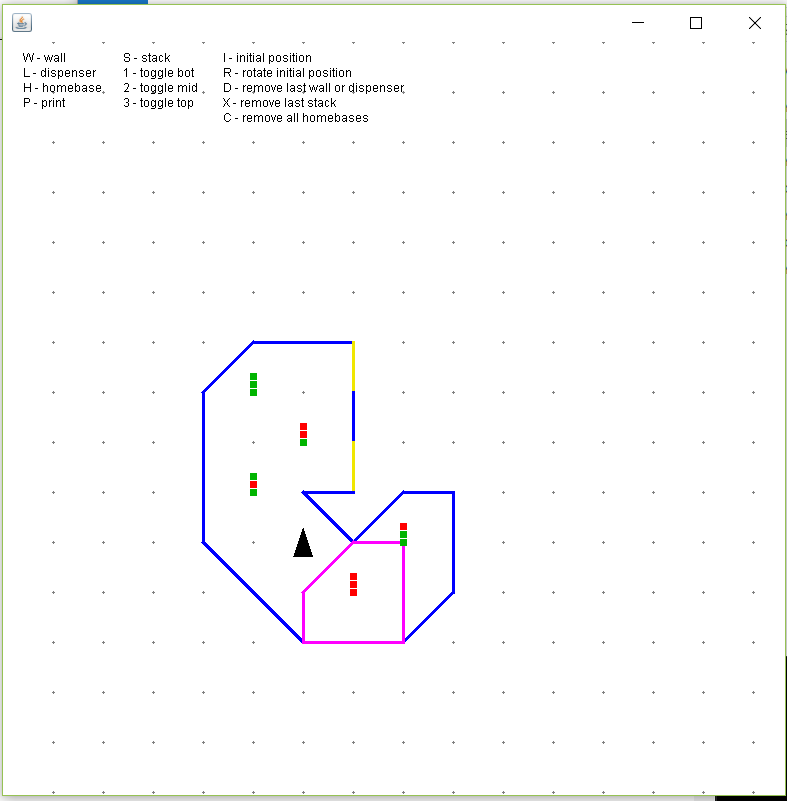 W - wall
L - dispenser
H - homebase
P - print
S - stack
1 - toggle bot
2 - toggle mid
3 - toggle top
I - initial position
R - rotate initial position
D - remove last wall or dispenser
X - remove last stack
C - remove all homebases